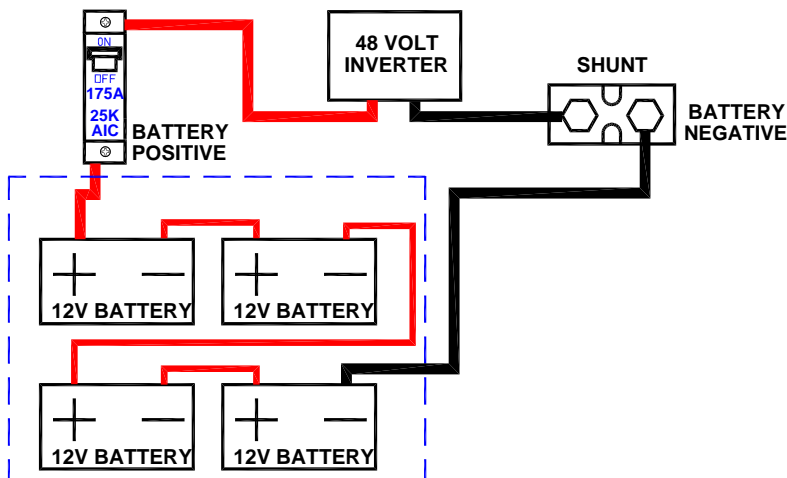 ON
OFF
175A
25K
AIC
BATTERY
POSITIVE
48 VOLT
INVERTER
SHUNT
BATTERY
NEGATIVE
12V BATTERY
12V BATTERY
12V BATTERY
12V BATTERY